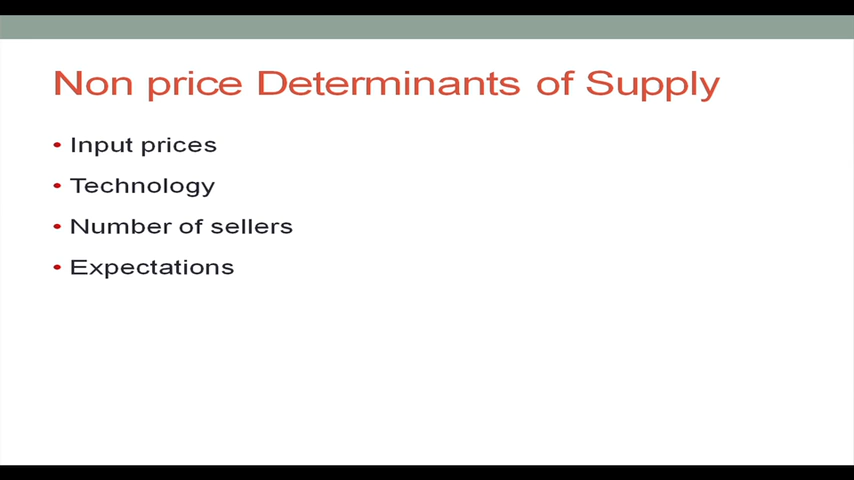 Non price Determinants of Supply
• Input prices
• Technology
• Number of sellers
• Expectations